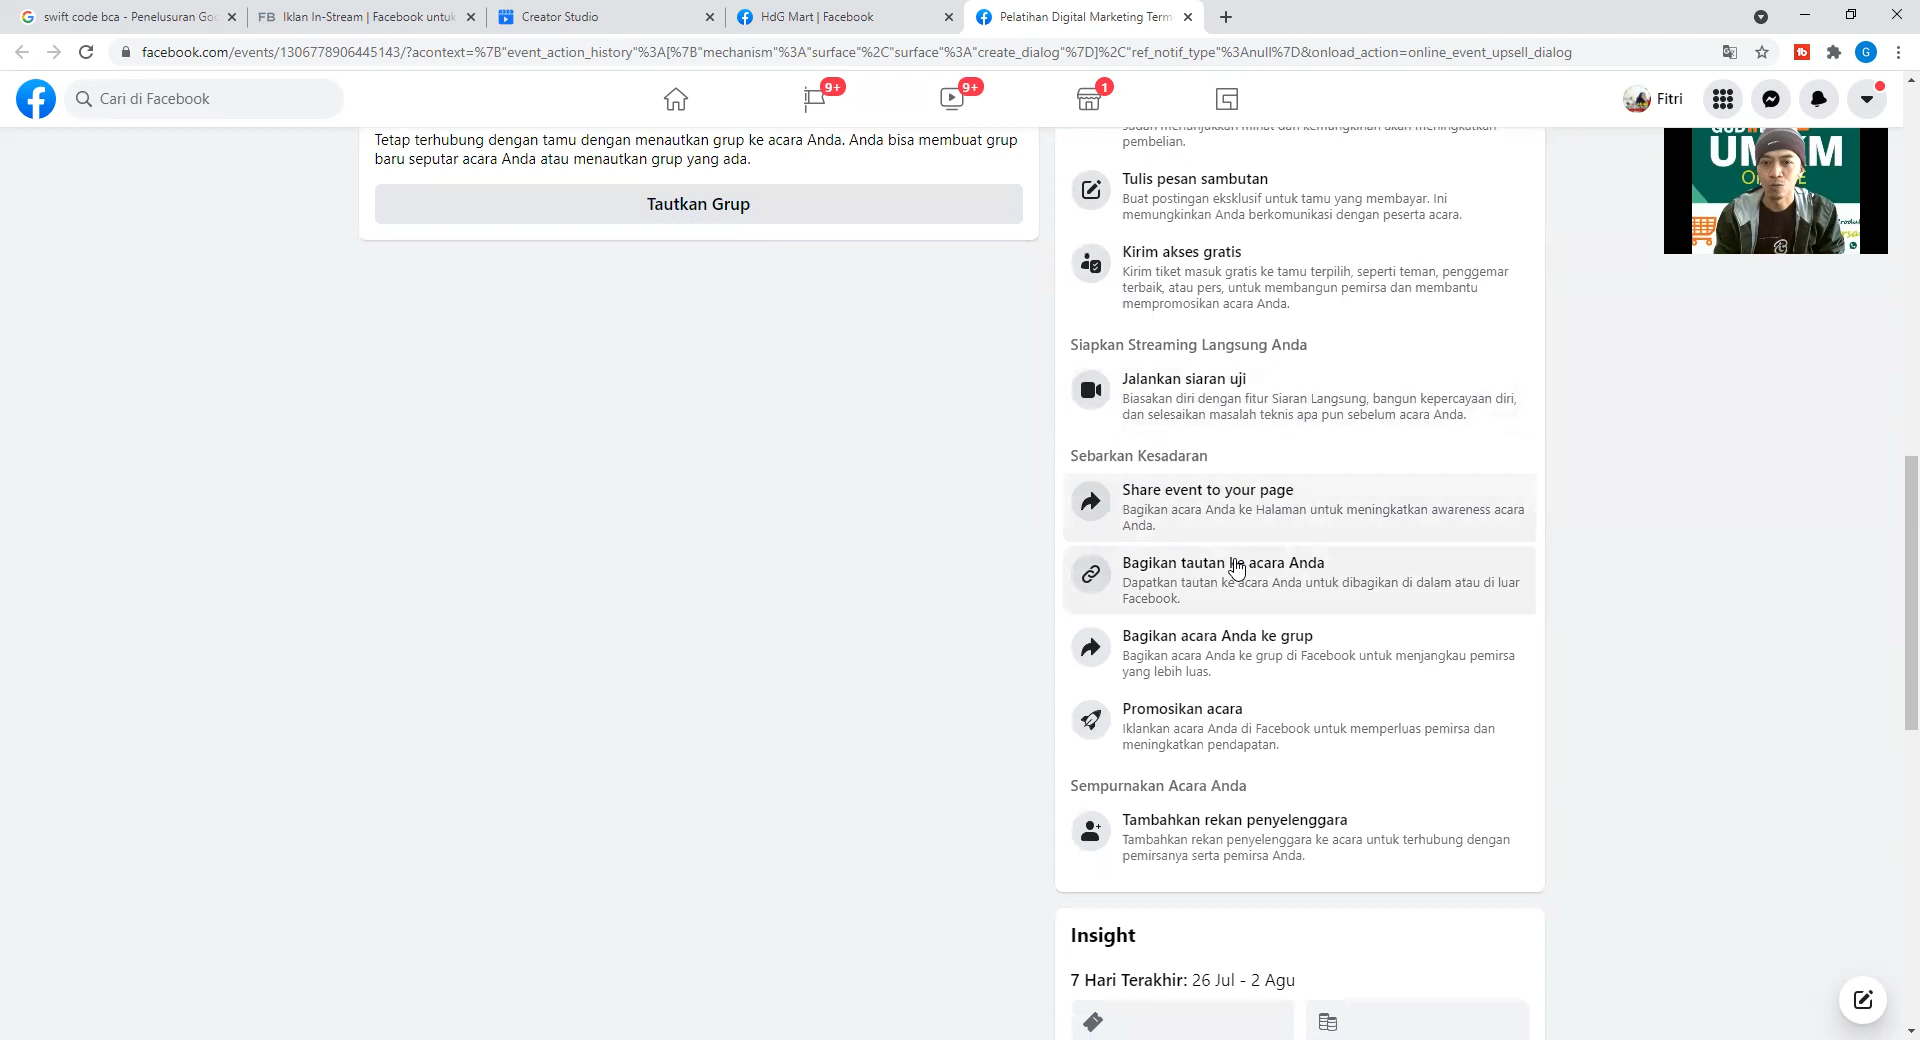 swift code bca - Penelusuran Goo
FB Iklan In-Stream | Facebook untuk
Creator Studio
HdG Mart | Facebook
Pelatihan Digital Marketing Term
facebook.com/events/1306778906445143/?acontext=%7B"event_action_history"%3A[%7B"mechanism"%3A"surface"%2C"surface"%3A"create_dialog"%7D]%2C"ref_notif_type"%3Anull%7D&onload_action=online_event_upsell_dialog
G
Cari di Facebook
9+
9+
1
Fitri
Tetap terhubung dengan tamu dengan menautkan grup ke acara Anda. Anda bisa membuat grup
baru seputar acara Anda atau menautkan grup yang ada.
Tautkan Grup
sudah menunjukkan minat dan kemungkinan akan meningkatkan
pembelian.
Tulis pesan sambutan
Buat postingan eksklusif untuk tamu yang membayar. Ini
memungkinkan Anda berkomunikasi dengan peserta acara.
Kirim akses gratis
Kirim tiket masuk gratis ke tamu terpilih, seperti teman, penggemar
terbaik, atau pers, untuk membangun pemirsa dan membantu
mempromosikan acara Anda.
Siapkan Streaming Langsung Anda
Jalankan siaran uji
Biasakan diri dengan fitur Siaran Langsung, bangun kepercayaan diri,
dan selesaikan masalah teknis apa pun sebelum acara Anda.
Sebarkan Kesadaran
Share event to your page
Bagikan acara Anda ke Halaman untuk meningkatkan awareness acara
Anda.
Bagikan tautan ke acara Anda
Dapatkan tautan ke acara Anda untuk dibagikan di dalam atau di luar
Facebook.
Bagikan acara Anda ke grup
Bagikan acara Anda ke grup di Facebook untuk menjangkau pemirsa
yang lebih luas.
Promosikan acara
Iklankan acara Anda di Facebook untuk memperluas pemirsa dan
meningkatkan pendapatan.
Sempurnakan Acara Anda
Tambahkan rekan penyelenggara
Tambahkan rekan penyelenggara ke acara untuk terhubung dengan
pemirsanya serta pemirsa Anda.
Insight
7 Hari Terakhir: 26 Jul - 2 Agu